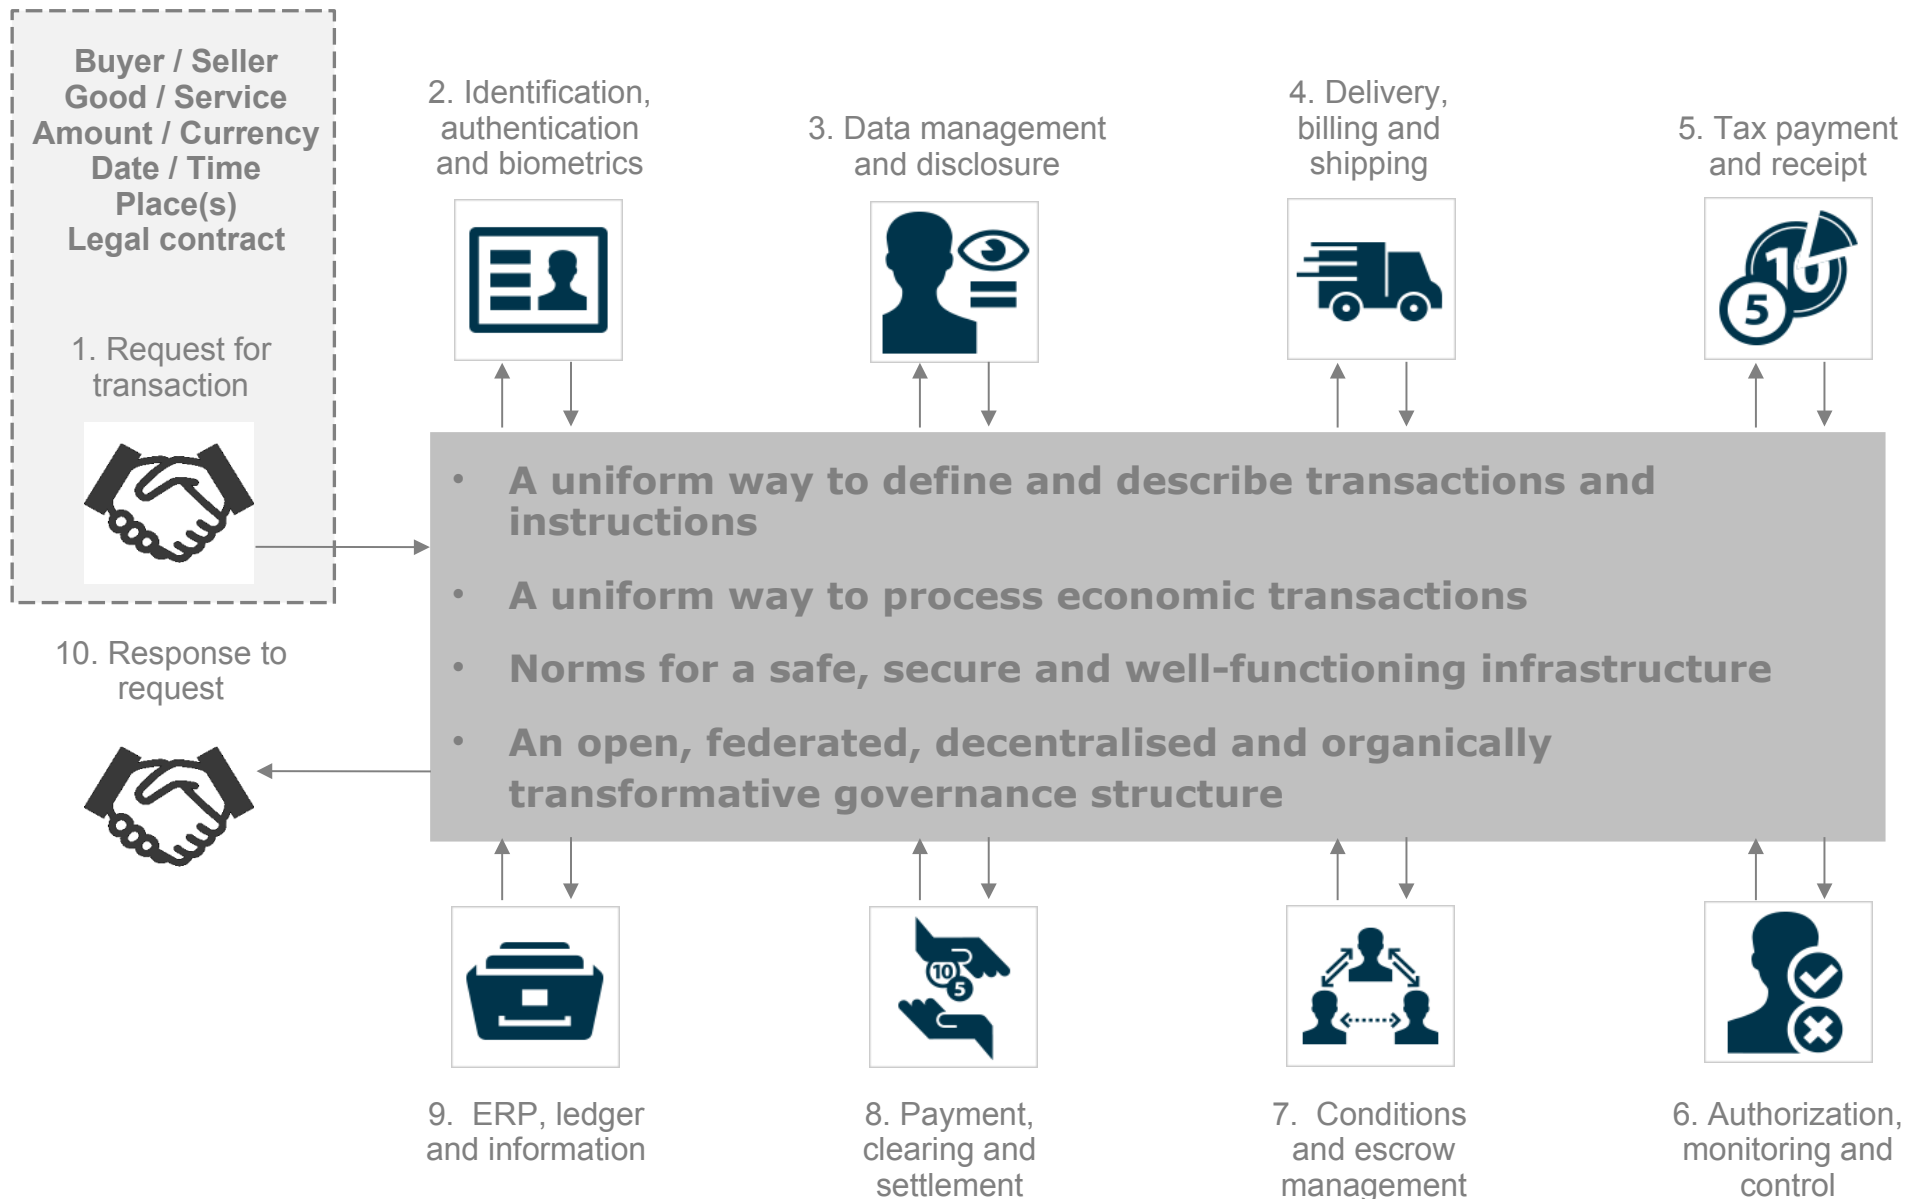 Buyer / Seller
Good / Service
Amount / Currency
Date / Time
Place(s)
Legal contract
1. Request for
transaction
2. Identification,
authentication
and biometrics
3. Data management
and disclosure
4. Delivery,
billing and
shipping
5. Tax payment
and receipt
10
5
• A uniform way to define and describe transactions and
instructions
• A uniform way to process economic transactions
• Norms for a safe, secure and well-functioning infrastructure
• An open, federated, decentralised and organically
transformative governance structure
10. Response to
request
10
5
9. ERP, ledger
and information
8. Payment,
clearing and
settlement
7. Conditions
and escrow
management
6. Authorization,
monitoring and
control